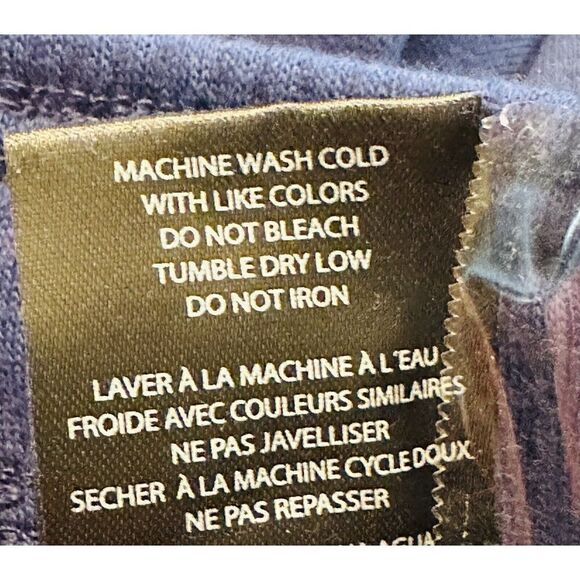 MACHINE WASH COLD
WITH LIKE COLORS
DO NOT BLEACH
TUMBLE DRY LOW
DO NOT IRON
LAVER À LA MACHINE À L'EAU
FROIDE AVEC COULEURS SIMILAIRES
NE PAS JAVELLISER
SECHER À LA MACHINE CYCLE DOUX
NE PAS REPASSER